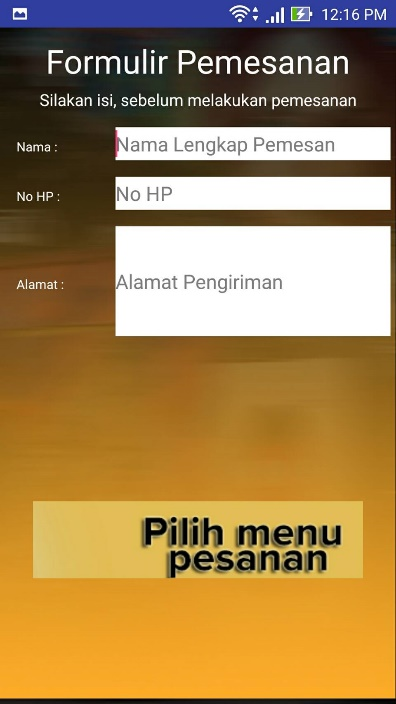 12:16 PM
Formulir Pemesanan
Silakan isi, sebelum melakukan pemesanan
Nama : Nama Lengkap Pemesan
No HP : No HP
Alamat : Alamat Pengiriman
Pilih menu
pesanan